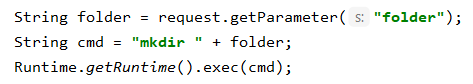 String folder = request.getParameter( s: "folder");
String cmd = "mkdir " + folder;
Runtime.getRuntime().exec(cmd);